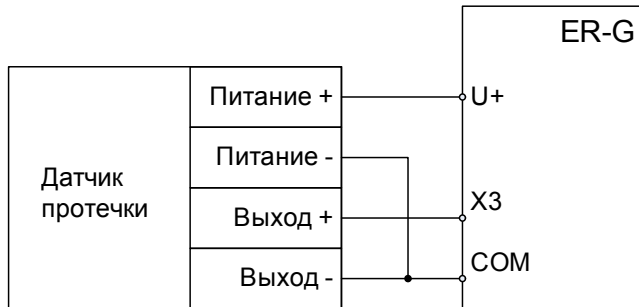 ER-G
Питание +
U+
Питание -
Датчик
протечки
Выход +
X3
Выход -
COM